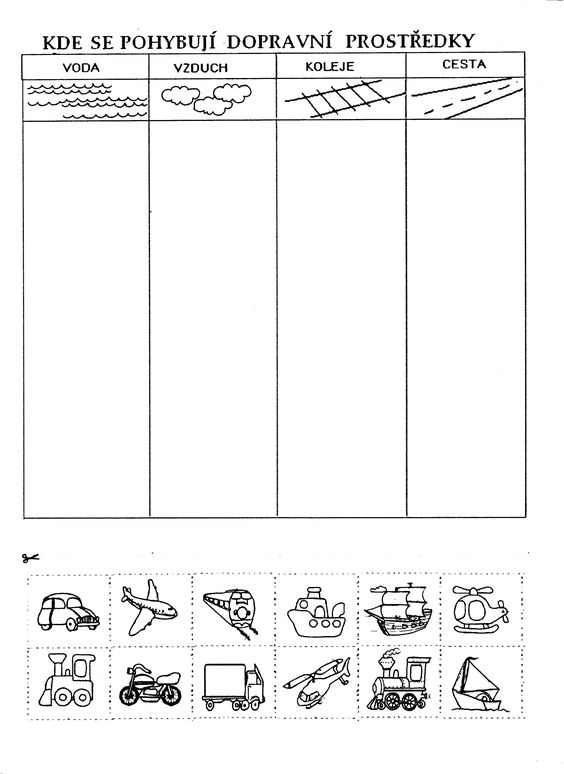 KDE SE POHYBUJÍ DOPRAVNÍ PROSTŘEDKY
VODA VZDUCH KOLEJE CESTA